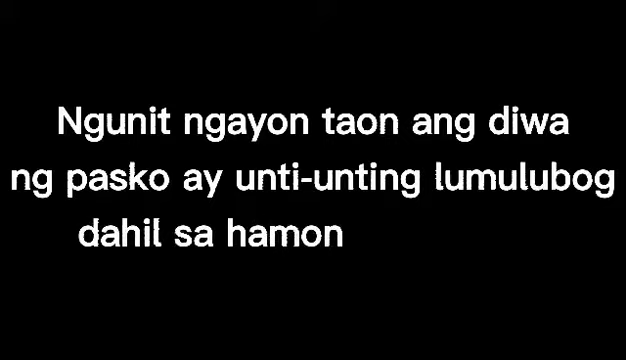 Ngunit ngayon taon ang diwa
ng pasko ay unti-unting lumulubog
dahil sa hamon